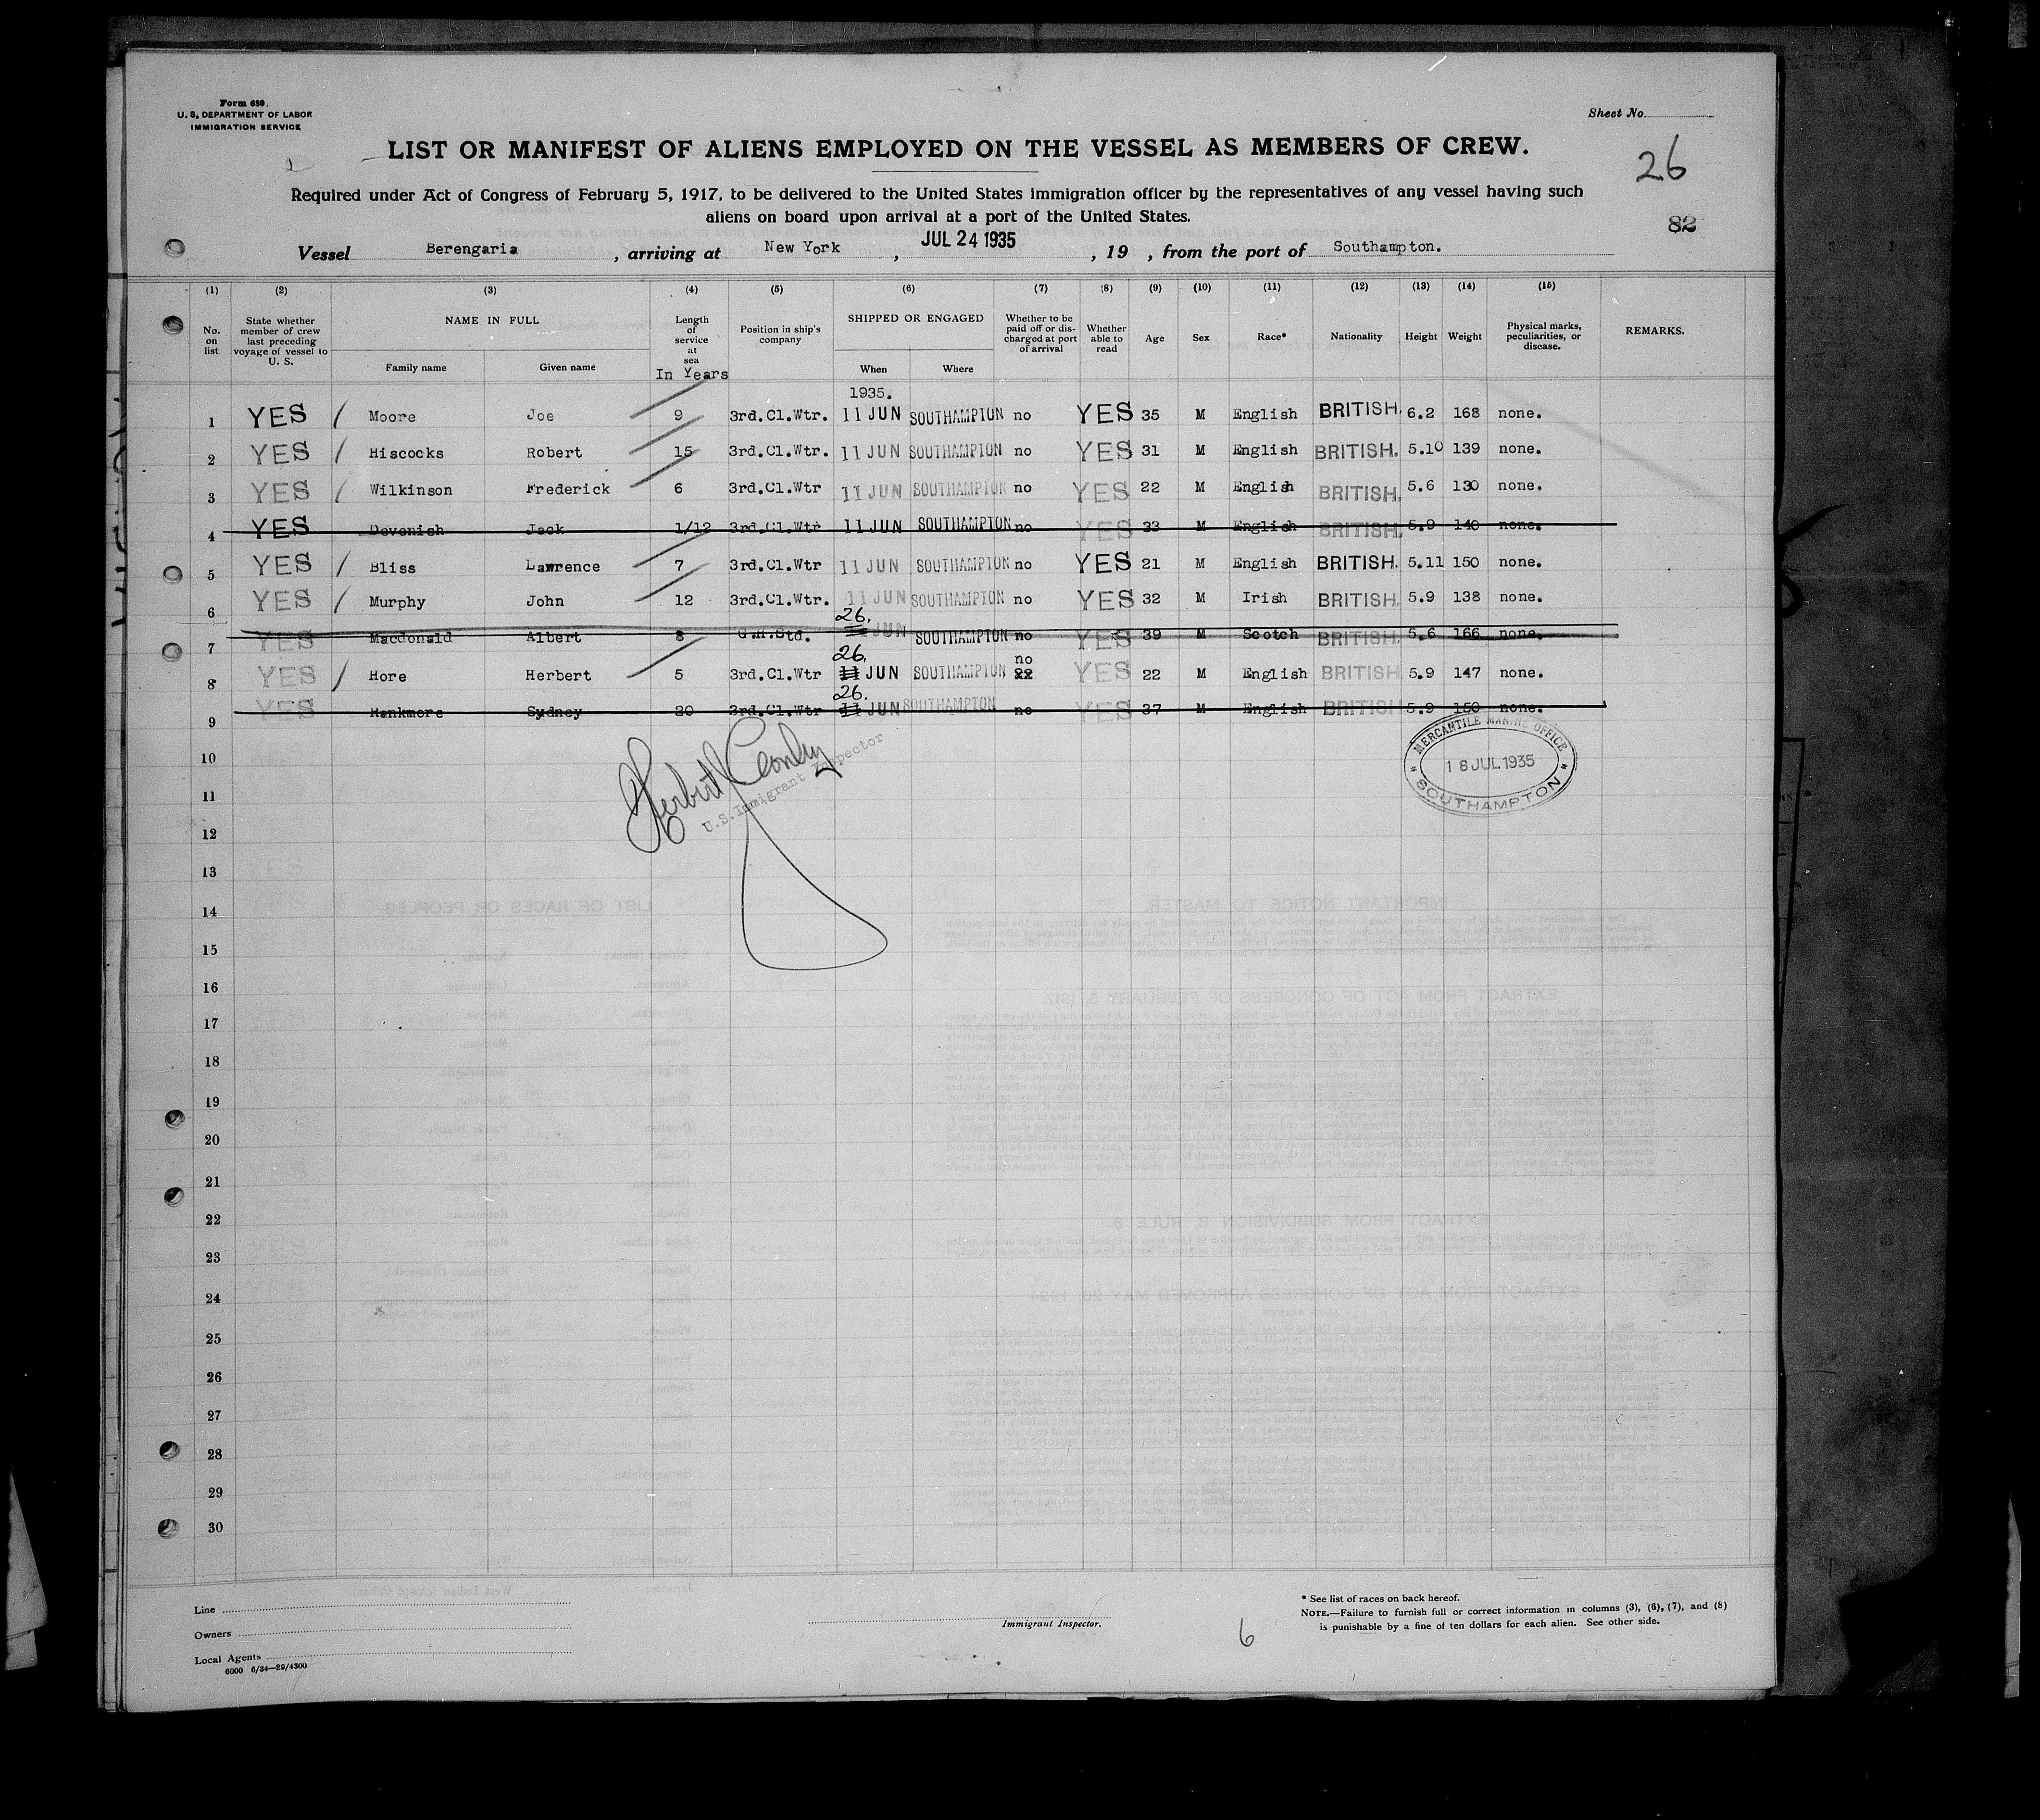 Form 680.
U. S. DEPARTMENT OF LABOR
IMMIGRATION SERVICE
Sheet No.
LIST OR MANIFEST OF ALIENS EMPLOYED ON THE VESSEL AS MEMBERS OF CREW.
26
Required under Act of Congress of February 5, 1917, to be delivered to the United States immigration officer by the representatives of any vessel having such
aliens on board upon arrival at a port of the United States.
82
Vessel Berengaria, arriving at New York, JUL 24 1935, 19 , from the port of Southampton.
(1) (2) (3) (4) (5) (6) (7) (8) (9) (10) (11) (12) (13) (14) (15)
No. on list
State whether member of crew last preceding voyage of vessel to U. S.
NAME IN FULL
Family name
Given name
Length of service at sea
In Years
Position in ship's company
SHIPPED OR ENGAGED
When
Where
Whether to be paid off or discharged at port of arrival
Whether able to read
Age
Sex
Race*
Nationality
Height
Weight
Physical marks, peculiarities, or disease.
REMARKS.
1935.
1 YES / Moore Joe 9 3rd.Cl.Wtr. 11 JUN SOUTHAMPTON no YES 35 M English BRITISH. 6.2 168 none.
2 YES / Hiscocks Robert 15 3rd.Cl.Wtr. 11 JUN SOUTHAMPTON no YES 31 M English BRITISH. 5.10 139 none.
3 YES / Wilkinson Frederick 6 3rd.Cl.Wtr 11 JUN SOUTHAMPTON no YES 22 M English BRITISH. 5.6 130 none.
4 YES Devenish Jack 1/12 3rd.Cl.Wtr 11 JUN SOUTHAMPTON no YES 33 M English BRITISH. 5.9 140 none.
5 YES / Bliss Lawrence 7 3rd.Cl.Wtr 11 JUN SOUTHAMPTON no YES 21 M English BRITISH. 5.11 150 none.
6 YES / Murphy John 12 3rd.Cl.Wtr. 11 JUN SOUTHAMPTON no YES 32 M Irish BRITISH. 5.9 138 none.
26.
7 YES Macdonald Albert 8 G.H.Std. JUN SOUTHAMPTON no YES 39 M Scotch BRITISH 5.6 166 none.
26. no
8 YES / Hore Herbert 5 3rd.Cl.Wtr 11 JUN SOUTHAMPTON 22 YES 22 M English BRITISH 5.9 147 none.
26.
9 YES Rankmore Sydney 20 3rd.Cl.Wtr 11 JUN SOUTHAMPTON no YES 37 M English BRITISH 5.9 150 none.
Herbert
U.S. Immigrant Inspector
MERCANTILE MARINE OFFICE
18 JUL 1935
SOUTHAMPTON
10
11
12
13
14
15
16
17
18
19
20
21
22
23
24
25
26
27
28
29
30
Line
Owners
Local Agents
6000 6/34—29/4300
Immigrant Inspector.
6
* See list of races on back hereof.
NOTE.—Failure to furnish full or correct information in columns (3), (6), (7), and (8)
is punishable by a fine of ten dollars for each alien. See other side.